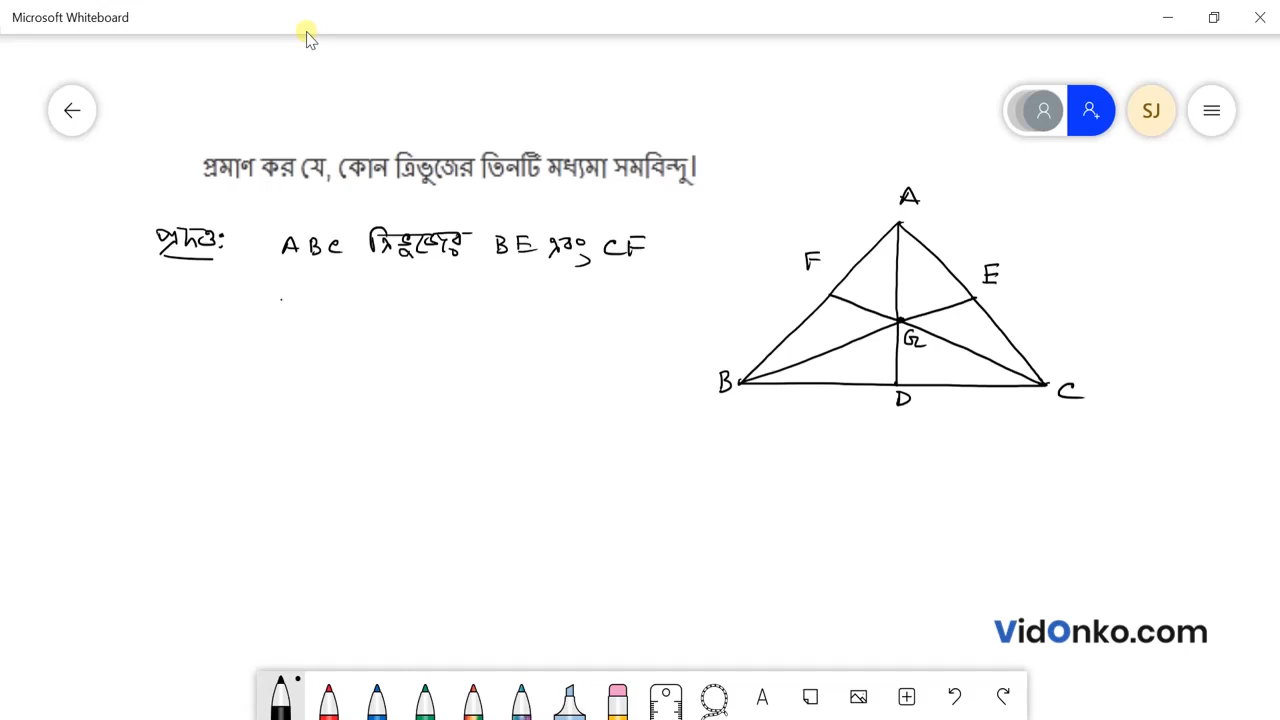 Microsoft Whiteboard
SJ
প্রমাণ কর যে, কোন ত্রিভুজের তিনটি মধ্যমা সমবিন্দু।
প্রদত্ত: ABC ত্রিভুজের BE এবং CF
A
F
E
G
B
D
C
VidOnko.com
A